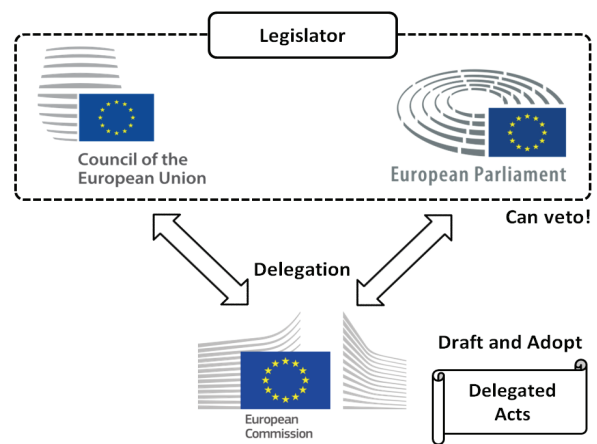 Legislator
Council of the
European Union
European Parliament
Can veto!
Delegation
European
Commission
Draft and Adopt
Delegated
Acts